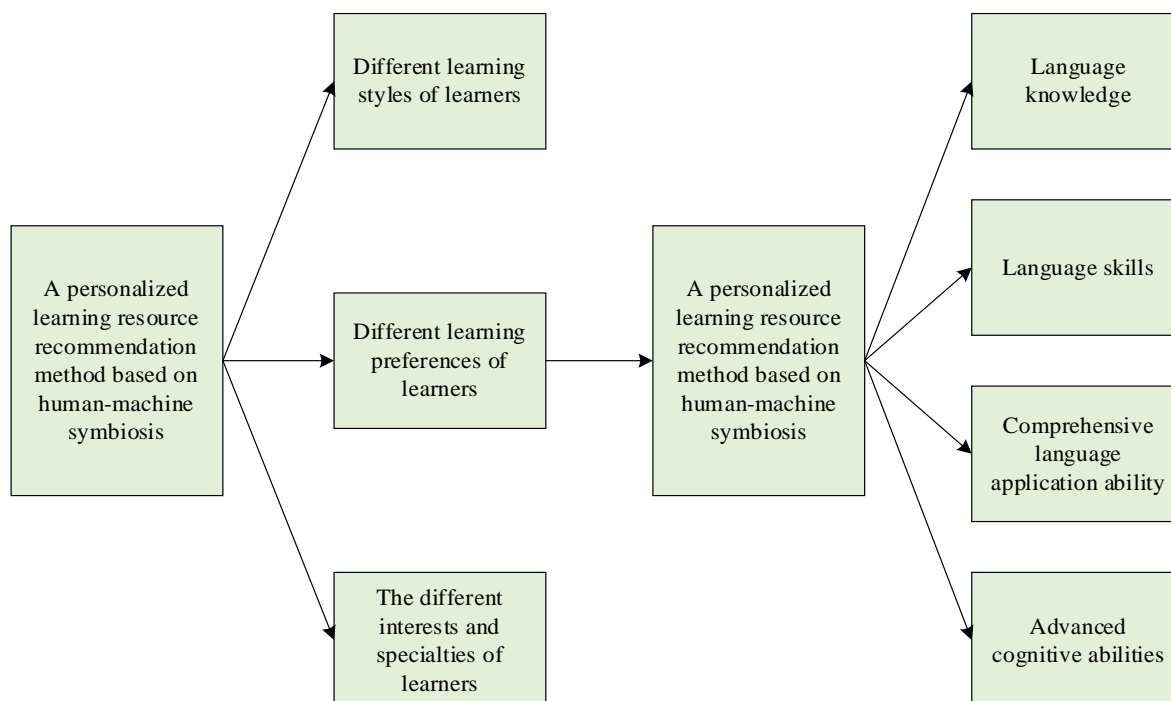 A personalized
learning resource
recommendation
method based on
human-machine
symbiosis
Different learning
styles of learners
Different learning
preferences of
learners
The different
interests and
specialties of
learners
A personalized
learning resource
recommendation
method based on
human-machine
symbiosis
Language
knowledge
Language skills
Comprehensive
language
application ability
Advanced
cognitive abilities